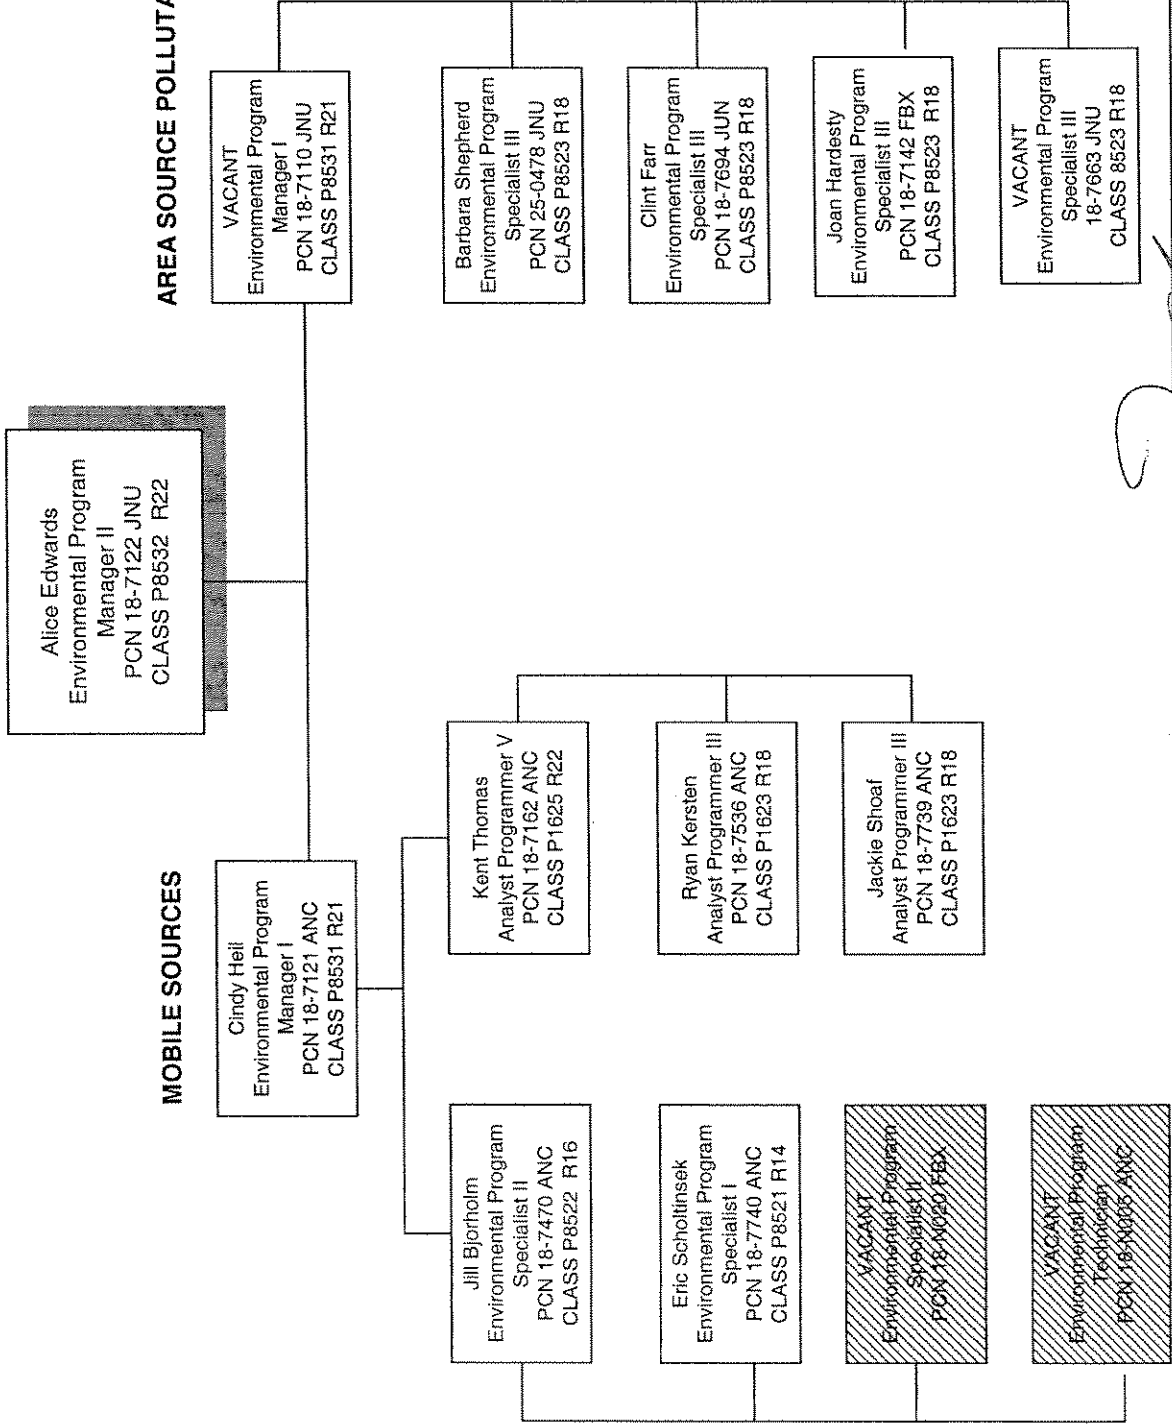 Alice Edwards
Environmental Program
Manager II
PCN 18-7122 JNU
CLASS P8532 R22
MOBILE SOURCES
Cindy Heil
Environmental Program
Manager I
PCN 18-7121 ANC
CLASS P8531 R21
Jill Bjorholm
Environmental Program
Specialist II
PCN 18-7470 ANC
CLASS P8522 R16
Eric Scholtinsek
Environmental Program
Specialist I
PCN 18-7740 ANC
CLASS P8521 R14
VACANT
Environmental Program
Specialist II
PCN 18-N020 FBX
VACANT
Environmental Program
Technician
PCN 18-N005 ANC
Kent Thomas
Analyst Programmer V
PCN 18-7162 ANC
CLASS P1625 R22
Ryan Kersten
Analyst Programmer III
PCN 18-7536 ANC
CLASS P1623 R18
Jackie Shoaf
Analyst Programmer III
PCN 18-7739 ANC
CLASS P1623 R18
AREA SOURCE POLLUTA
VACANT
Environmental Program
Manager I
PCN 18-7110 JNU
CLASS P8531 R21
Barbara Shepherd
Environmental Program
Specialist III
PCN 25-0478 JNU
CLASS P8523 R18
Clint Farr
Environmental Program
Specialist III
PCN 18-7694 JUN
CLASS P8523 R18
Joan Hardesty
Environmental Program
Specialist III
PCN 18-7142 FBX
CLASS P8523 R18
VACANT
Environmental Program
Specialist III
18-7663 JNU
CLASS 8523 R18